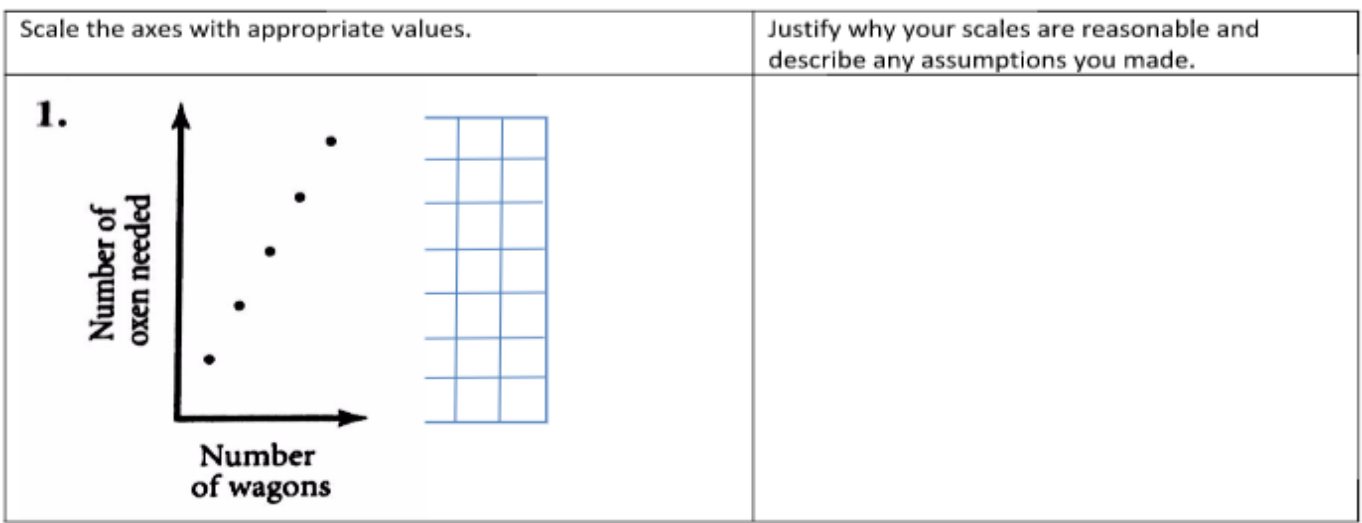 Scale the axes with appropriate values.
Justify why your scales are reasonable and
describe any assumptions you made.
1.
Number of
oxen needed
Number
of wagons